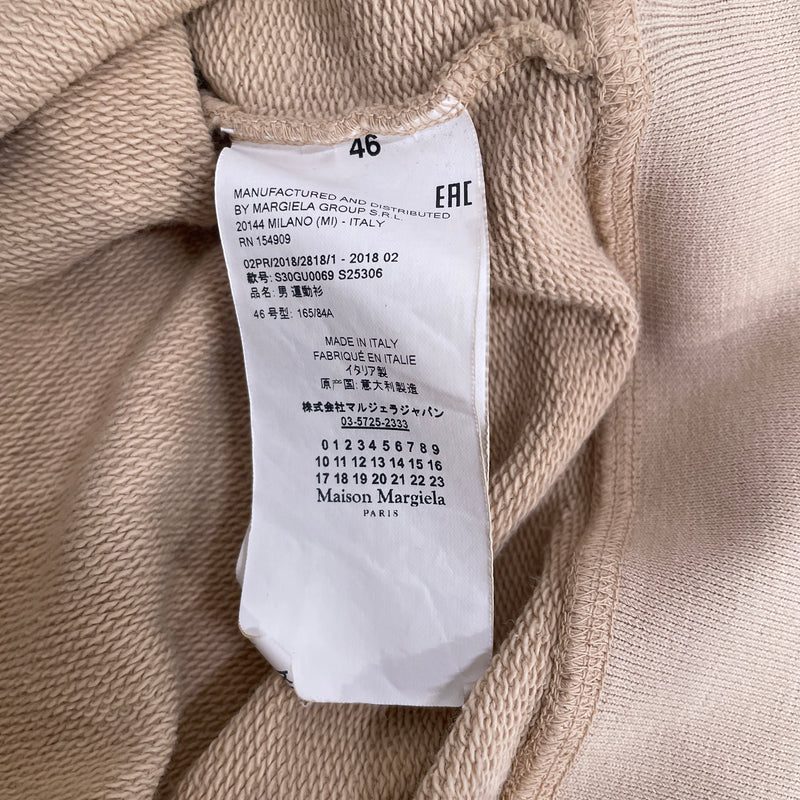 46
EAC
MANUFACTURED AND DISTRIBUTED
BY MARGIELA GROUP S.R.L.
20144 MILANO (MI) - ITALY
RN 154909
02PR/2018/2818/1 - 2018 02
款号: S30GU0069 S25306
品名: 男 運動衫
46 号型: 165/84A
MADE IN ITALY
FABRIQUÉ EN ITALIE
イタリア製
原产国: 意大利製造
株式会社マルジェラジャパン
03-5725-2333
0 1 2 3 4 5 6 7 8 9
10 11 12 13 14 15 16
17 18 19 20 21 22 23
Maison Margiela
PARIS